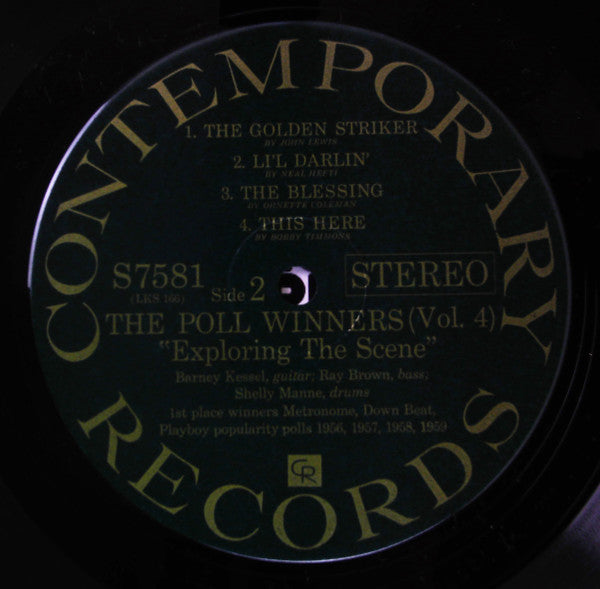 CONTEMPORARY
1. THE GOLDEN STRIKER
BY JOHN LEWIS
2. LI'L DARLIN'
BY NEAL HEFTI
3. THE BLESSING
BY ORNETTE COLEMAN
4. THIS HERE
BY BOBBY TIMMONS
S7581
(LKS 166)
Side 2
STEREO
THE POLL WINNERS (Vol. 4)
"Exploring The Scene"
Barney Kessel, guitar; Ray Brown, bass;
Shelly Manne, drums
1st place winners Metronome, Down Beat,
Playboy popularity polls 1956, 1957, 1958, 1959
CR
RECORDS